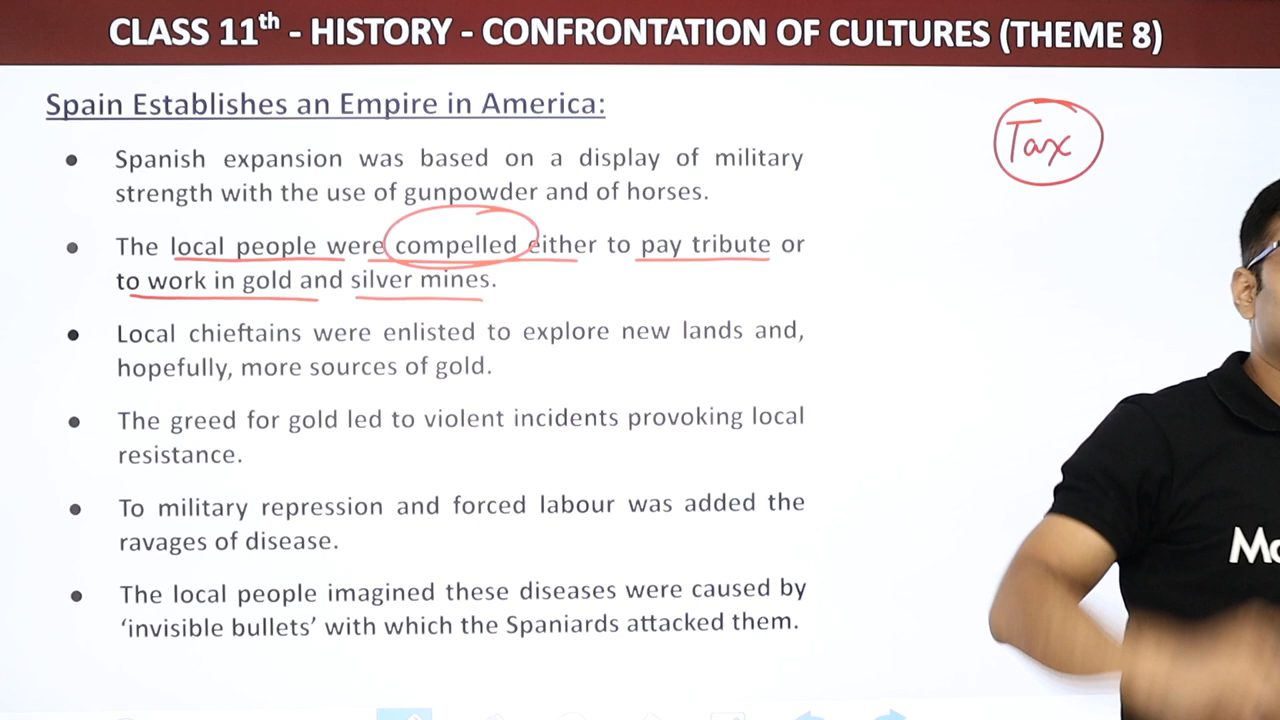 CLASS 11th - HISTORY - CONFRONTATION OF CULTURES (THEME 8)
Spain Establishes an Empire in America:
Tax
• Spanish expansion was based on a display of military
strength with the use of gunpowder and of horses.
• The local people were compelled either to pay tribute or
to work in gold and silver mines.
• Local chieftains were enlisted to explore new lands and,
hopefully, more sources of gold.
• The greed for gold led to violent incidents provoking local
resistance.
• To military repression and forced labour was added the
ravages of disease.
• The local people imagined these diseases were caused by
‘invisible bullets’ with which the Spaniards attacked them.